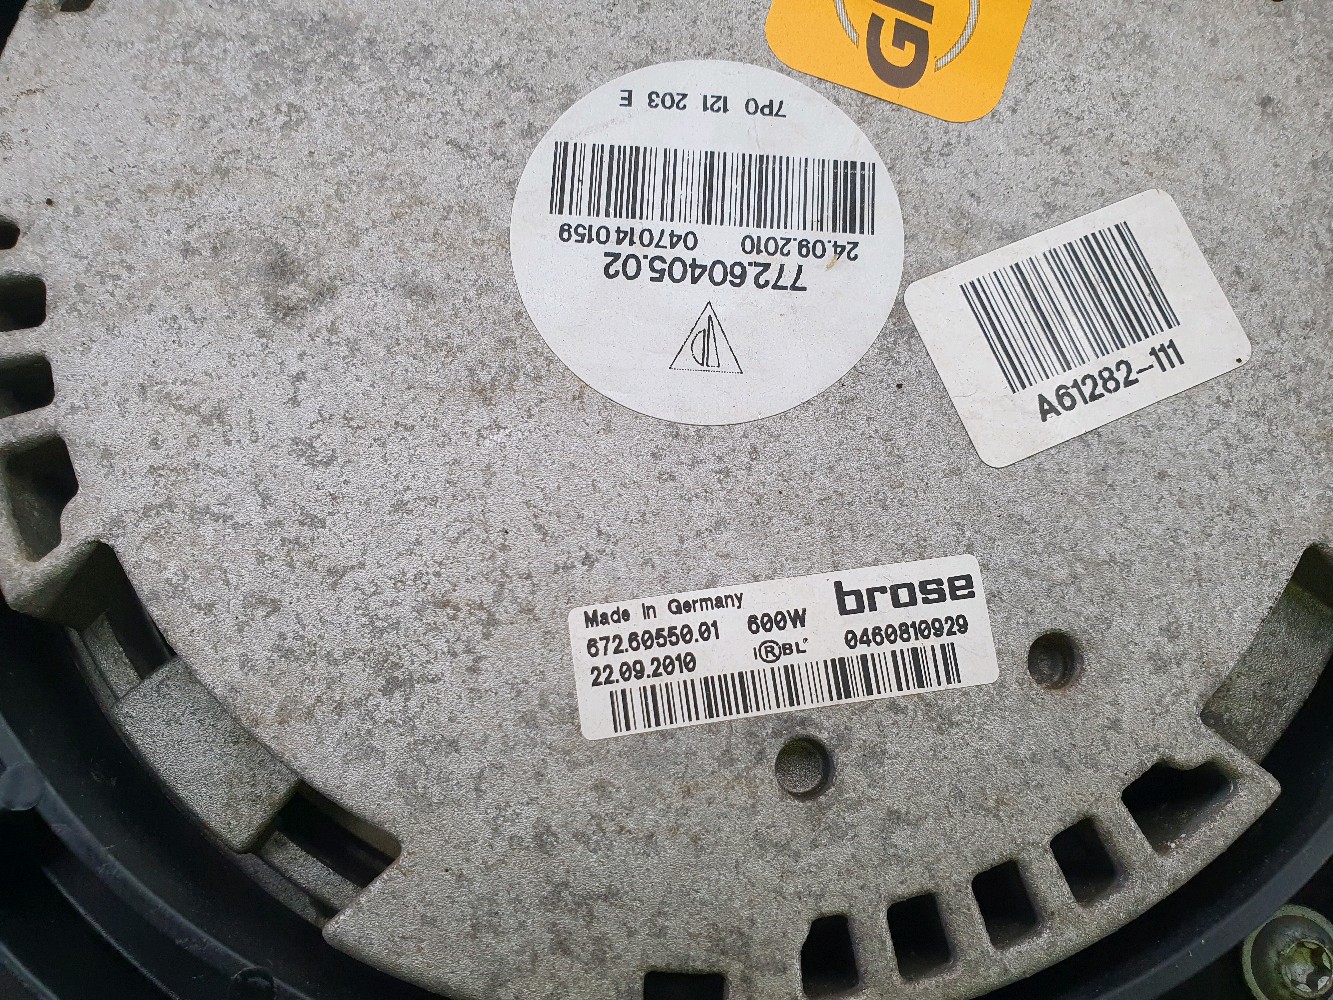 7P0 121 203 E
24.09.2010 047014 0159
772.60405.02
A61282-111
Made In Germany
brose
672.60550.01 600W
0460810929
22.09.2010